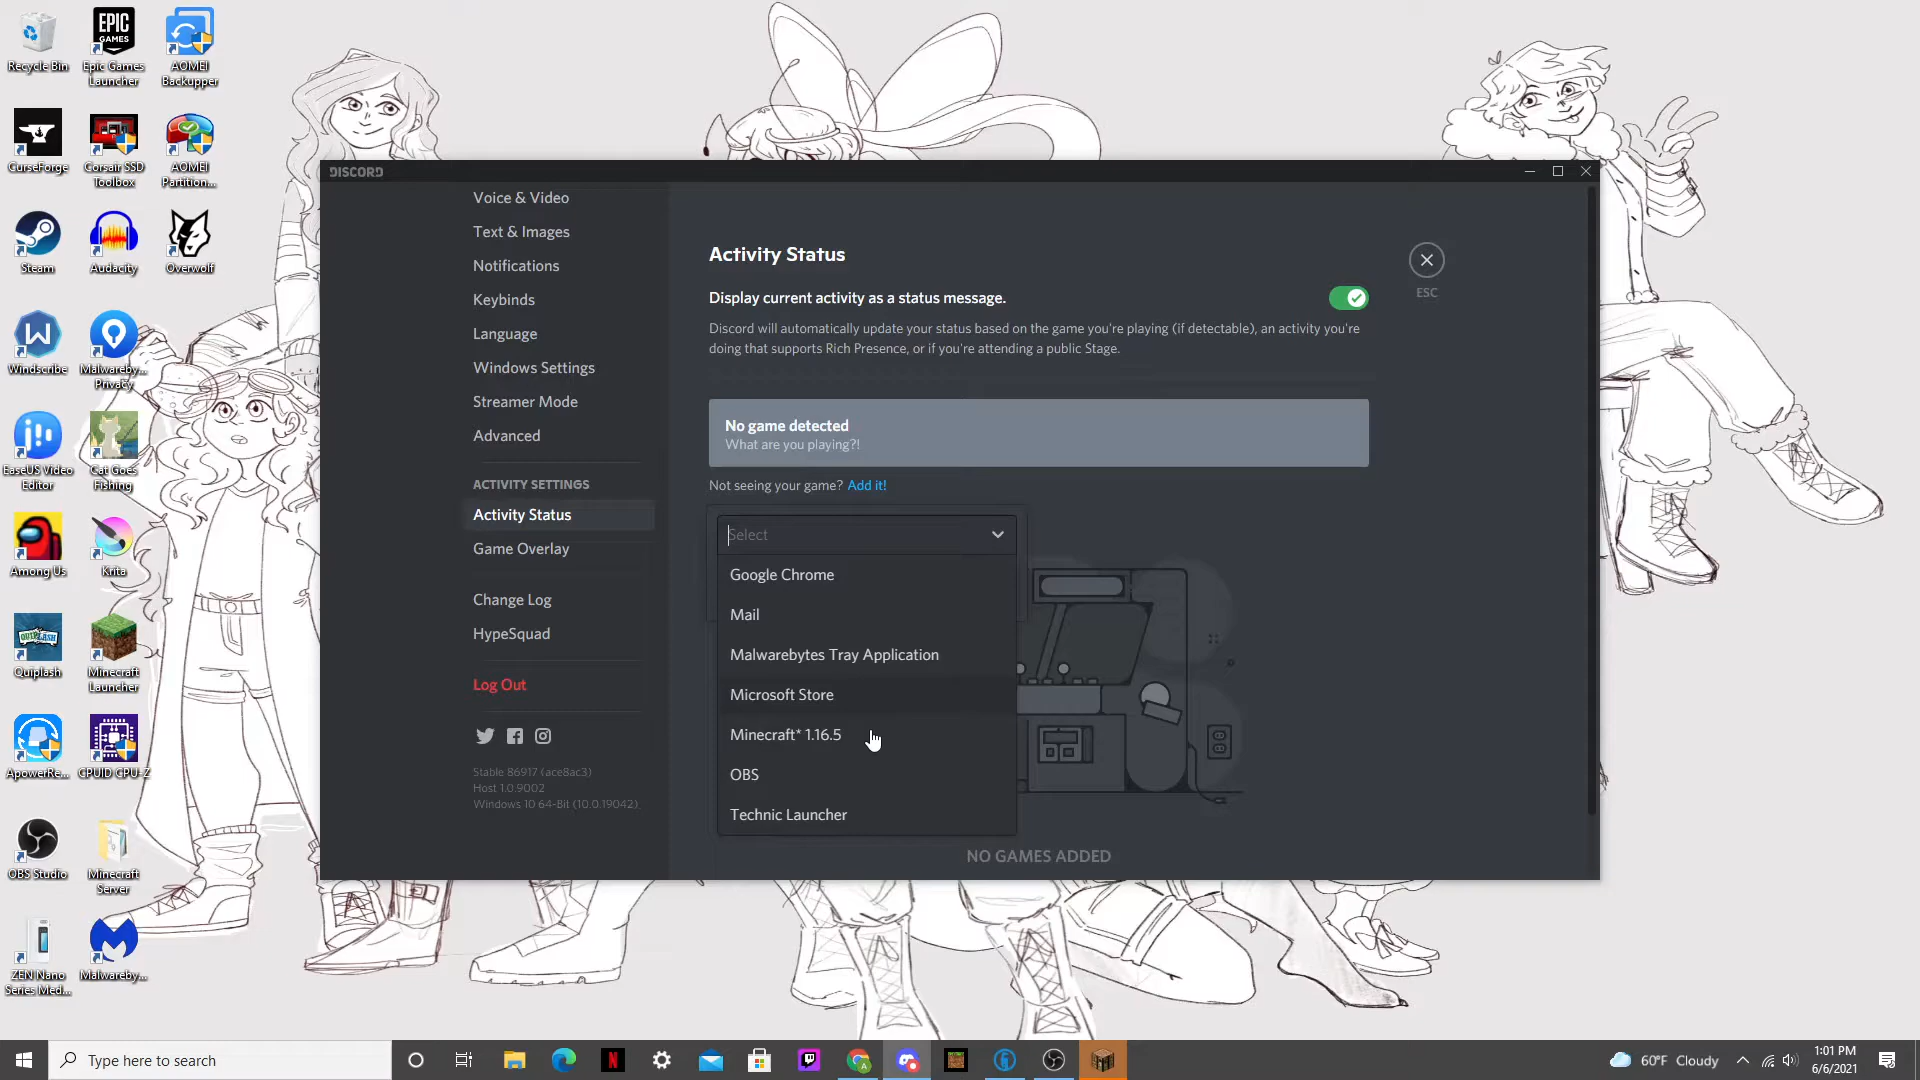 Recycle Bin
EPIC
GAMES
Epic Games
Launcher
AOMEI
Backupper
CurseForge
Corsair SSD
Toolbox
AOMEI
Partition...
Steam
Audacity
Overwolf
Windscribe
Malwareby...
Privacy
EaseUS Video
Editor
Cat Goes
Fishing
Among Us
Krita
QUIPLASH
Quiplash
Minecraft
Launcher
ApowerRe...
CPUID CPU-Z
OBS Studio
Minecraft
Server
ZEN Nano
Series Med...
Malwareby...
DISCORD
Voice & Video
Text & Images
Notifications
Keybinds
Language
Windows Settings
Streamer Mode
Advanced
ACTIVITY SETTINGS
Activity Status
Game Overlay
Change Log
HypeSquad
Log Out
Stable 86917 (ace8ac3)
Host 1.0.9002
Windows 10 64-Bit (10.0.19042)
Activity Status
ESC
Display current activity as a status message.
Discord will automatically update your status based on the game you're playing (if detectable), an activity you're
doing that supports Rich Presence, or if you're attending a public Stage.
No game detected
What are you playing?!
Not seeing your game? Add it!
Select
Google Chrome
Mail
Malwarebytes Tray Application
Microsoft Store
Minecraft* 1.16.5
OBS
Technic Launcher
NO GAMES ADDED
Type here to search
60°F Cloudy
1:01 PM
6/6/2021